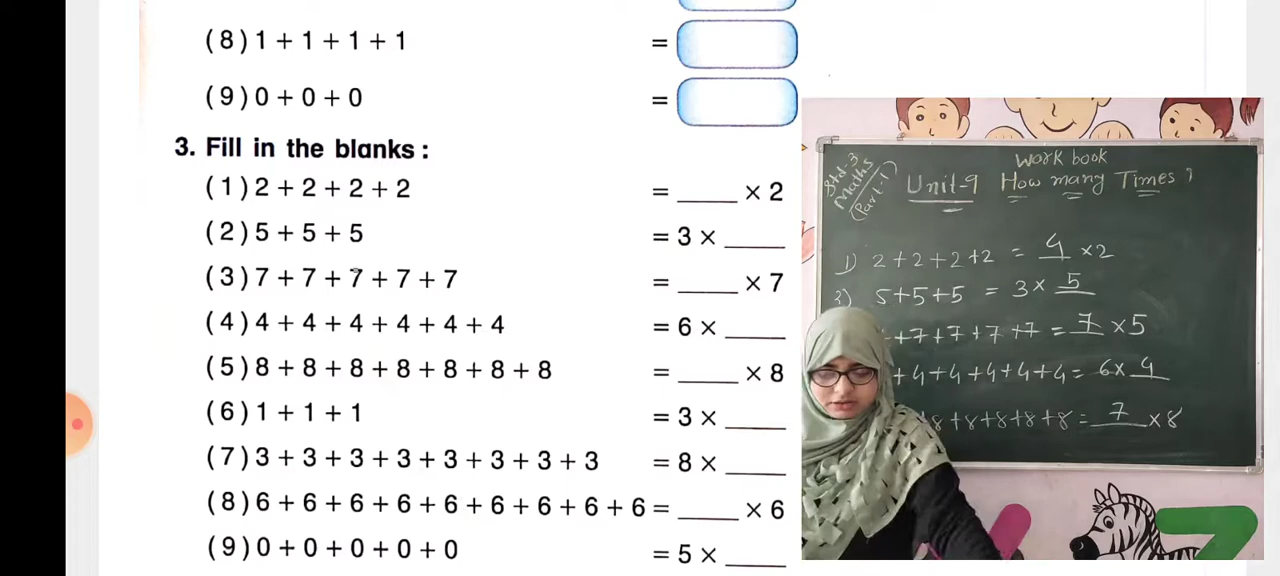 (8) 1 + 1 + 1 + 1 =
(9) 0 + 0 + 0 =
3. Fill in the blanks :
(1) 2 + 2 + 2 + 2 = ____ × 2
(2) 5 + 5 + 5 = 3 × ____
(3) 7 + 7 + 7 + 7 + 7 = ____ × 7
(4) 4 + 4 + 4 + 4 + 4 + 4 = 6 × ____
(5) 8 + 8 + 8 + 8 + 8 + 8 + 8 = ____ × 8
(6) 1 + 1 + 1 = 3 × ____
(7) 3 + 3 + 3 + 3 + 3 + 3 + 3 + 3 = 8 × ____
(8) 6 + 6 + 6 + 6 + 6 + 6 + 6 + 6 + 6 = ____ × 6
(9) 0 + 0 + 0 + 0 + 0 = 5 × ____
Std-3
Maths
(Part-1)
Work book
Unit-9 How many Times ?
1) 2 + 2 + 2 + 2 = 4 × 2
2) 5 + 5 + 5 = 3 × 5
+ 7 + 7 + 7 + 7 = 7 × 5
+ 4 + 4 + 4 + 4 + 4 = 6 × 4
8 + 8 + 8 + 8 + 8 = 7 × 8